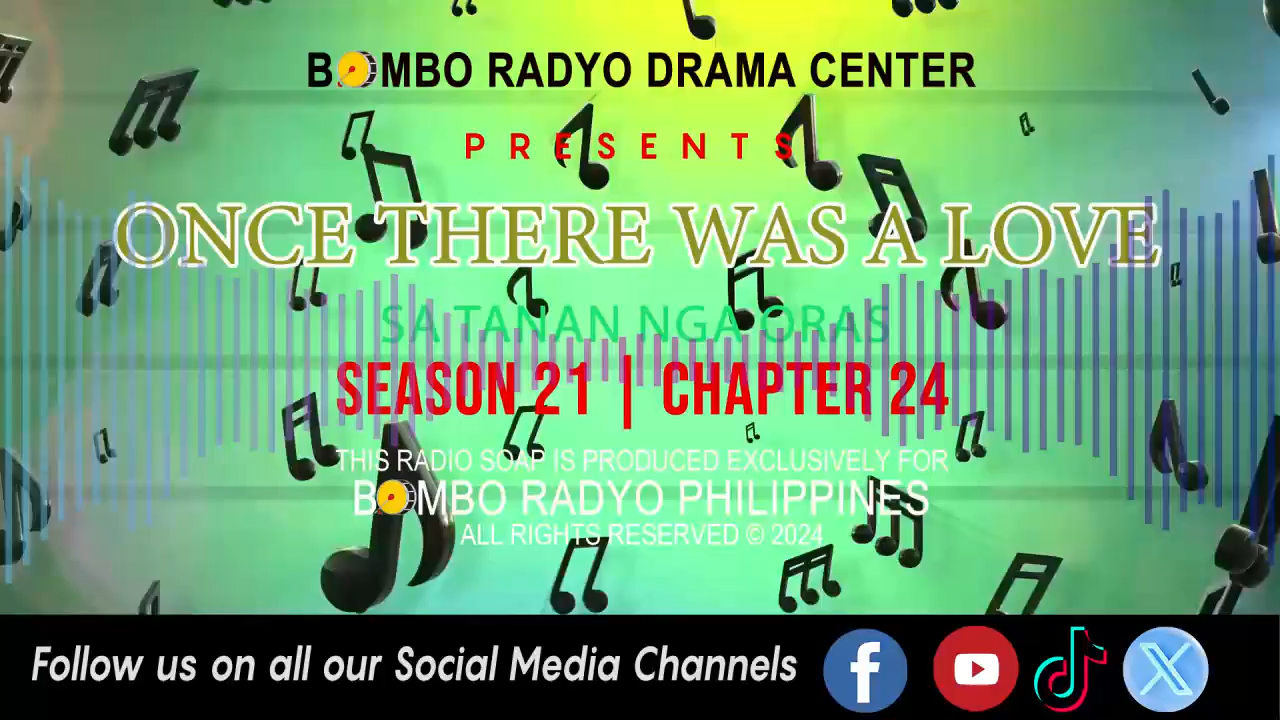 BOMBO RADYO DRAMA CENTER
PRESENTS
ONCE THERE WAS A LOVE
SA TANAN NGA ORAS
SEASON 21 | CHAPTER 24
THIS RADIO SOAP IS PRODUCED EXCLUSIVELY FOR
BOMBO RADYO PHILIPPINES
ALL RIGHTS RESERVED © 2024
Follow us on all our Social Media Channels